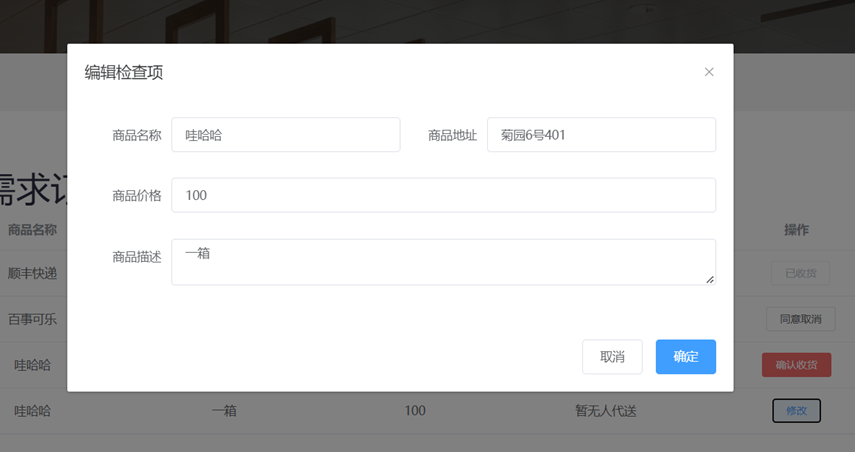 编辑检查项
商品名称 哇哈哈 商品地址 菊园6号401
商品价格 100
商品描述 一箱
取消 确定
需求订
商品名称 操作
顺丰快递 已收货
百事可乐 同意取消
哇哈哈 确认收货
哇哈哈 一箱 100 暂无人代送 修改